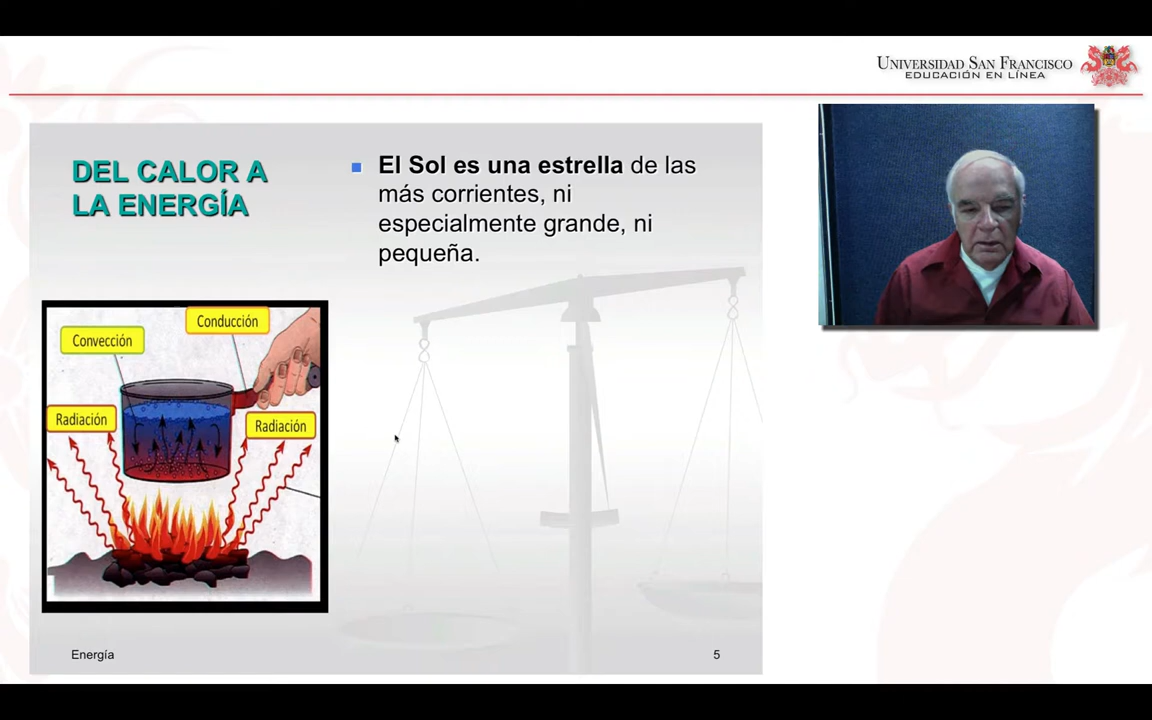 UNIVERSIDAD SAN FRANCISCO
EDUCACIÓN EN LÍNEA
DEL CALOR A
LA ENERGÍA
El Sol es una estrella de las
más corrientes, ni
especialmente grande, ni
pequeña.
Conducción
Convección
Radiación
Radiación
Energía
5